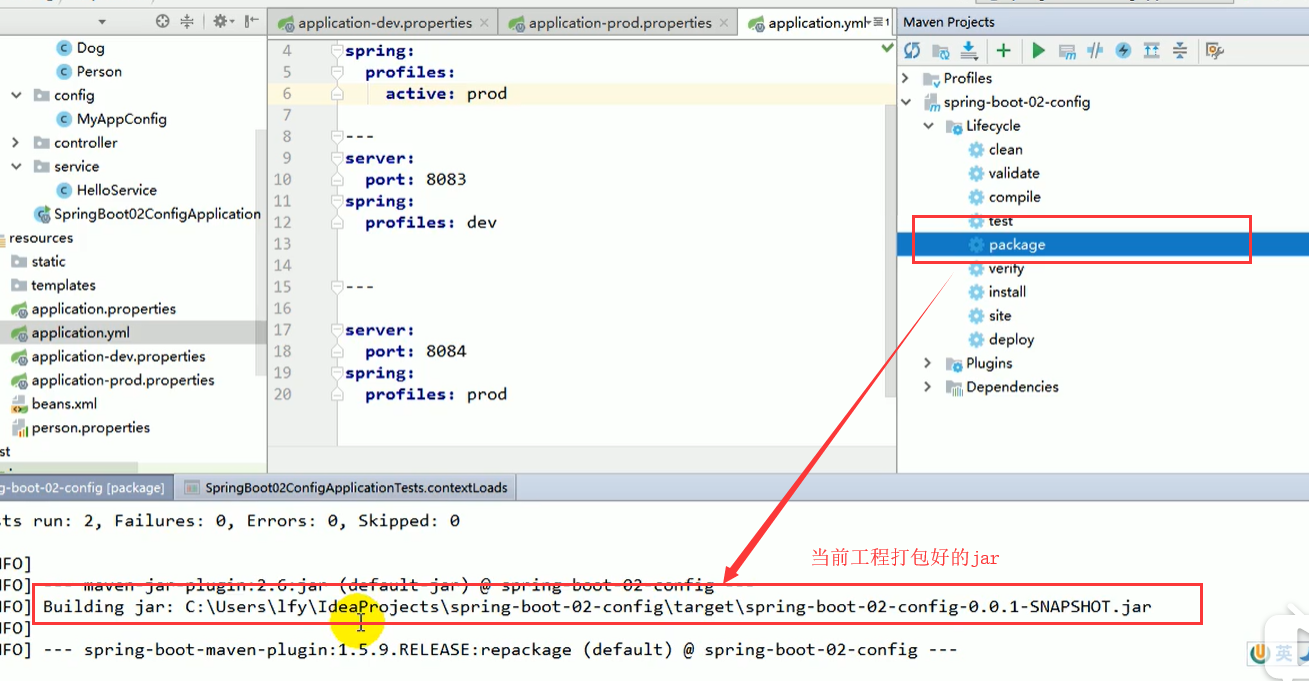 application-dev.properties
application-prod.properties
application.yml
1
Maven Projects
Dog
Person
config
MyAppConfig
controller
service
HelloService
SpringBoot02ConfigApplication
resources
static
templates
application.properties
application.yml
application-dev.properties
application-prod.properties
beans.xml
person.properties
st
4 spring:
5 profiles:
6 active: prod
7
8 ---
9 server:
10 port: 8083
11 spring:
12 profiles: dev
13
14
15 ---
16
17 server:
18 port: 8084
19 spring:
20 profiles: prod
Profiles
spring-boot-02-config
Lifecycle
clean
validate
compile
test
package
verify
install
site
deploy
Plugins
Dependencies
g-boot-02-config [package]
SpringBoot02ConfigApplicationTests.contextLoads
sts run: 2, Failures: 0, Errors: 0, Skipped: 0
当前工程打包好的jar
NFO]
NFO] --- maven-jar-plugin:2.6:jar (default-jar) @ spring-boot-02-config ---
NFO] Building jar: C:\Users\lfy\IdeaProjects\spring-boot-02-config\target\spring-boot-02-config-0.0.1-SNAPSHOT.jar
NFO]
NFO] --- spring-boot-maven-plugin:1.5.9.RELEASE:repackage (default) @ spring-boot-02-config ---
英